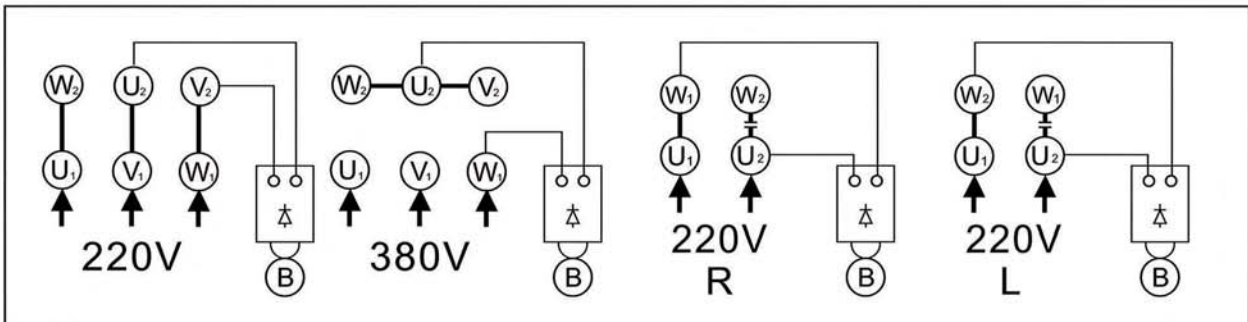 W₂ U₂ V₂ W₂ U₂ V₂ W₁ W₂ W₂ W₁
U₁ V₁ W₁ U₁ V₁ W₁ U₁ U₂ U₁ U₂
220V 380V 220V 220V
B B R B L B